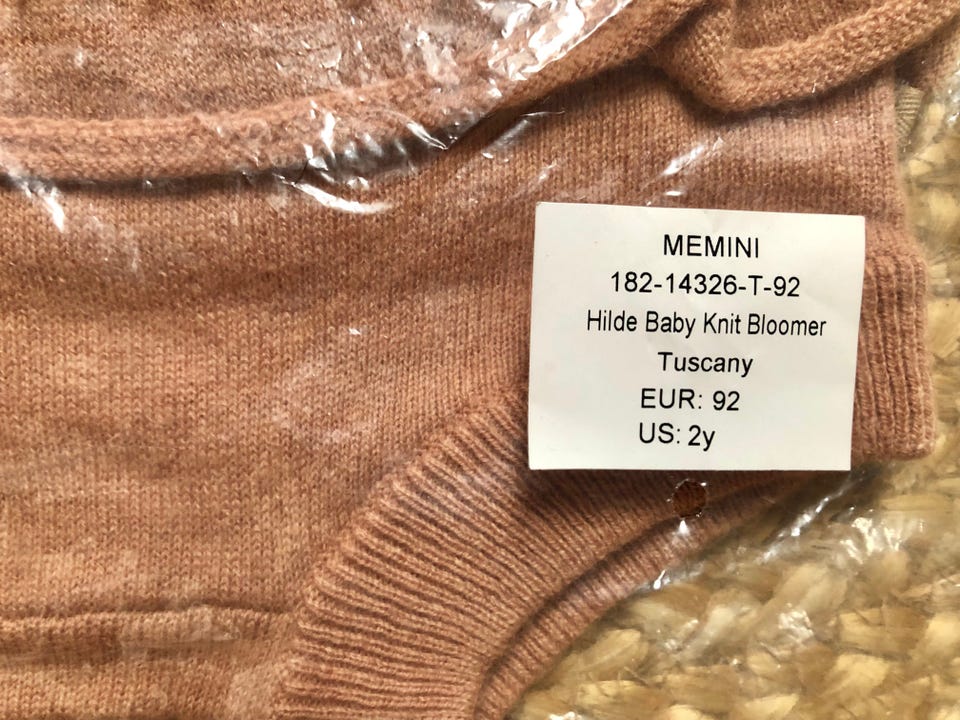 MEMINI
182-14326-T-92
Hilde Baby Knit Bloomer
Tuscany
EUR: 92
US: 2y